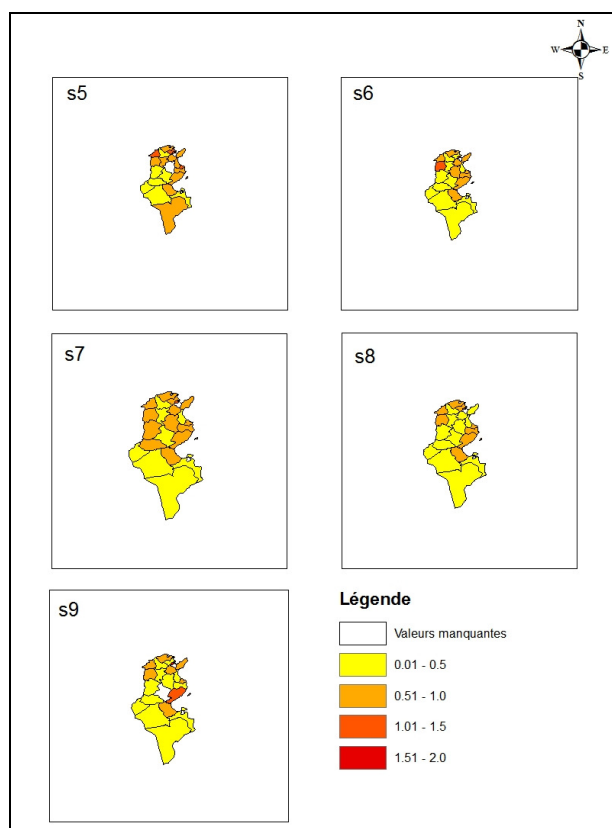 N
W E
S
s5
s6
s7
s8
s9
Légende
Valeurs manquantes
0.01 - 0.5
0.51 - 1.0
1.01 - 1.5
1.51 - 2.0